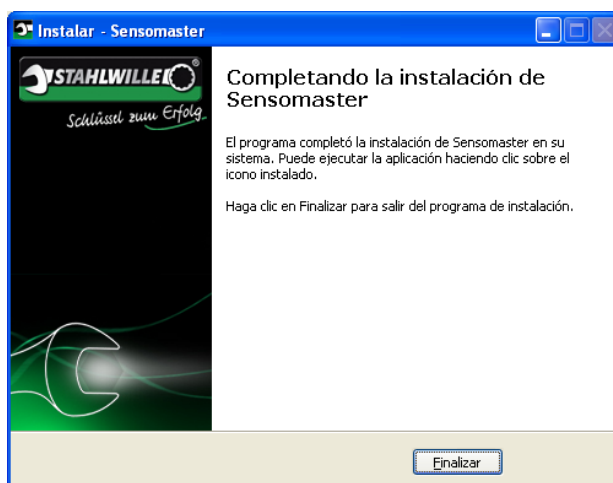 Instalar - Sensomaster
STAHLWILLE
Schlüssel zum Erfolg.
Completando la instalación de
Sensomaster
El programa completó la instalación de Sensomaster en su
sistema. Puede ejecutar la aplicación haciendo clic sobre el
icono instalado.
Haga clic en Finalizar para salir del programa de instalación.
Finalizar